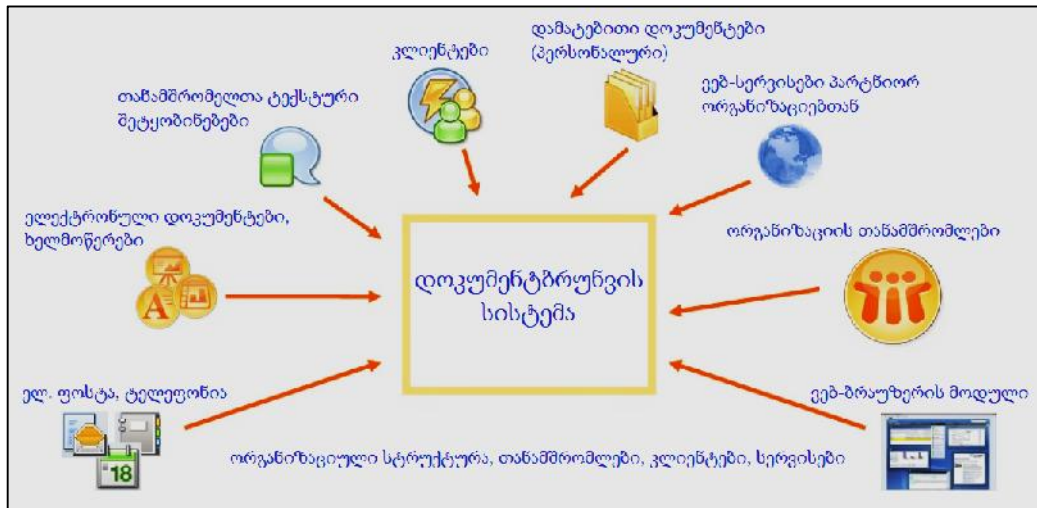 კლიენტები
დამატებითი დოკუმენტები
(პერსონალური)
თანამშრომელთა ტექსტური
შეტყობინებები
ვებ-სერვისები პარტნიორ
ორგანიზაციებთან
ელექტრონული დოკუმენტები,
ხელმოწერები
A
ორგანიზაციის თანამშრომლები
დოკუმენტბრუნვის
სისტემა
ელ. ფოსტა, ტელეფონია
18
ვებ-ბრაუზერის მოდული
ორგანიზაციული სტრუქტურა, თანამშრომლები, კლიენტები, სერვისები